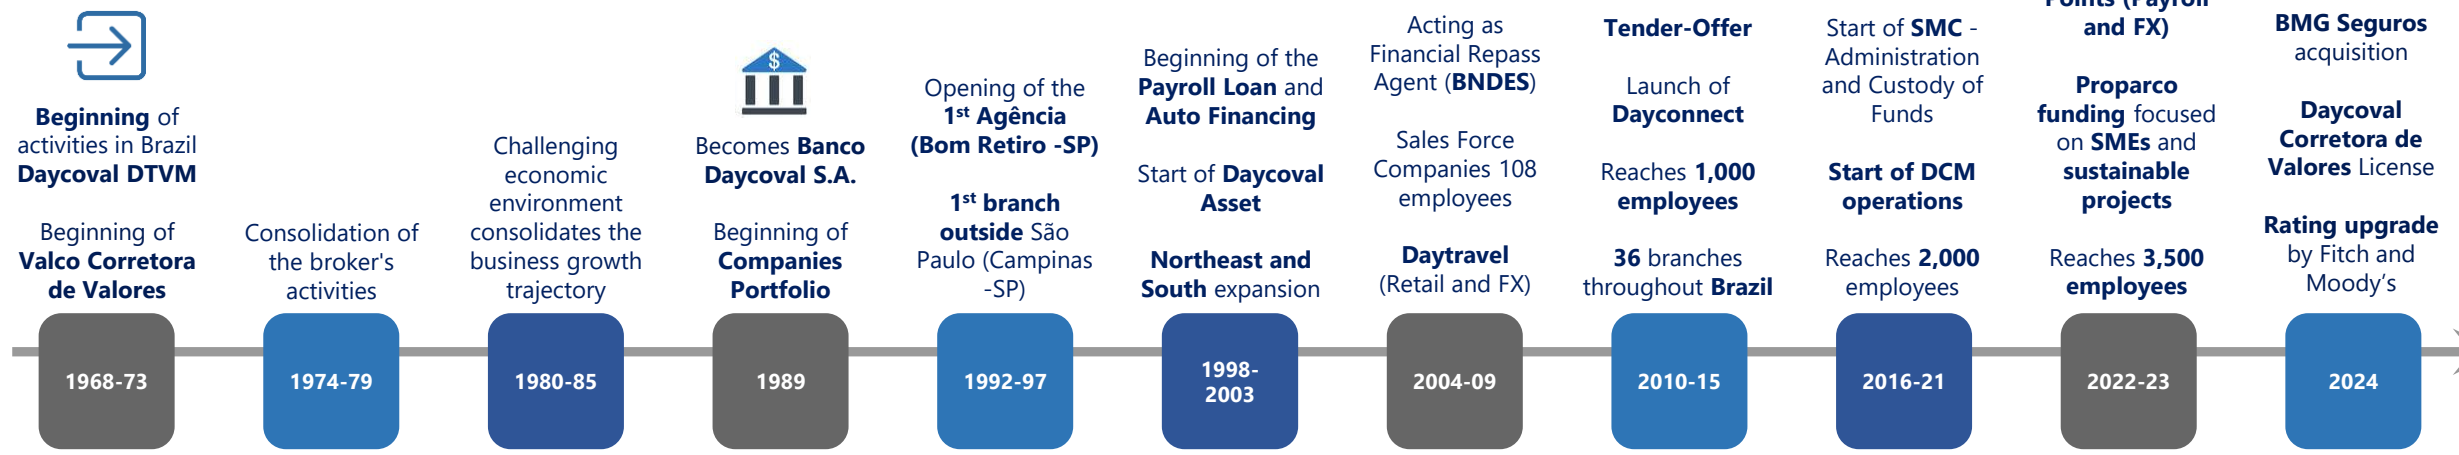 Beginning of
activities in Brazil
Daycoval DTVM
Beginning of
Valco Corretora
de Valores
1968-73
Consolidation of
the broker's
activities
1974-79
Challenging
economic
environment
consolidates the
business growth
trajectory
1980-85
$
Becomes Banco
Daycoval S.A.
Beginning of
Companies
Portfolio
1989
Opening of the
1st Agência
(Bom Retiro -SP)
1st branch
outside São
Paulo (Campinas
-SP)
1992-97
Beginning of the
Payroll Loan and
Auto Financing
Start of Daycoval
Asset
Northeast and
South expansion
1998-
2003
Acting as
Financial Repass
Agent (BNDES)
Sales Force
Companies 108
employees
Daytravel
(Retail and FX)
2004-09
Tender-Offer
Launch of
Dayconnect
Reaches 1,000
employees
36 branches
throughout Brazil
2010-15
Start of SMC -
Administration
and Custody of
Funds
Start of DCM
operations
Reaches 2,000
employees
2016-21
Points (Payroll
and FX)
Proparco
funding focused
on SMEs and
sustainable
projects
Reaches 3,500
employees
2022-23
BMG Seguros
acquisition
Daycoval
Corretora de
Valores License
Rating upgrade
by Fitch and
Moody’s
2024